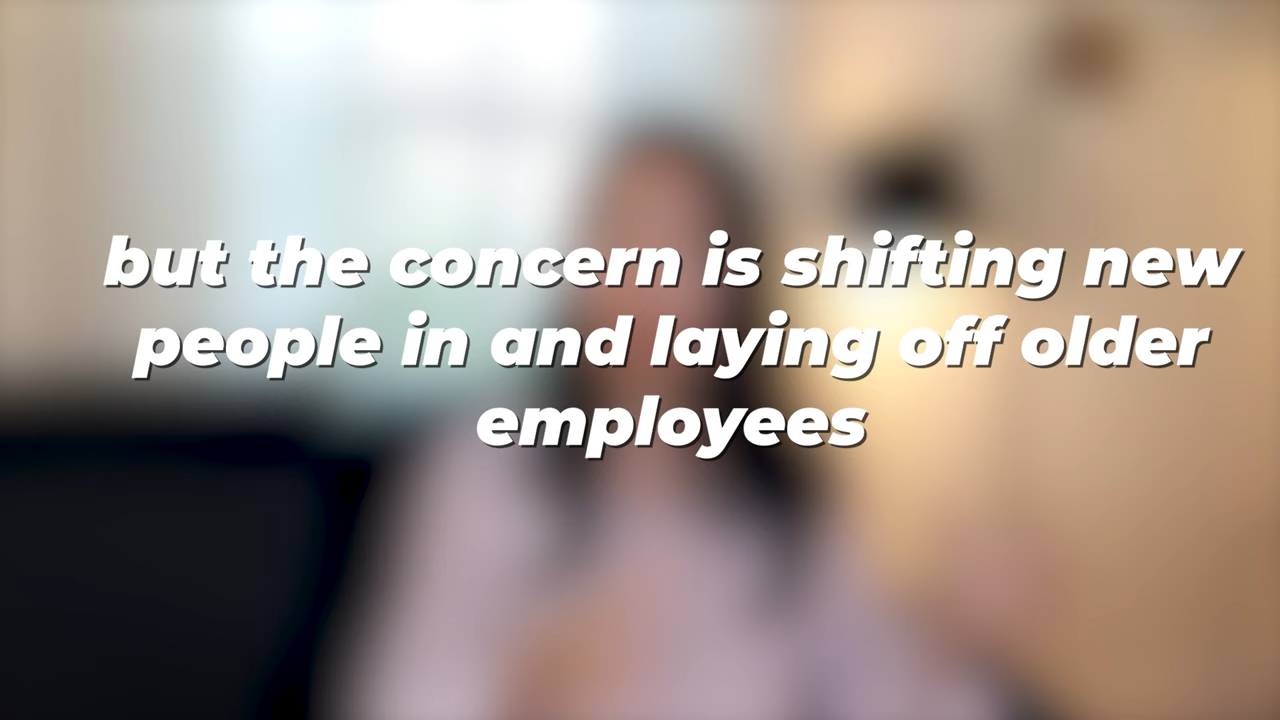 but the concern is shifting new
people in and laying off older
employees